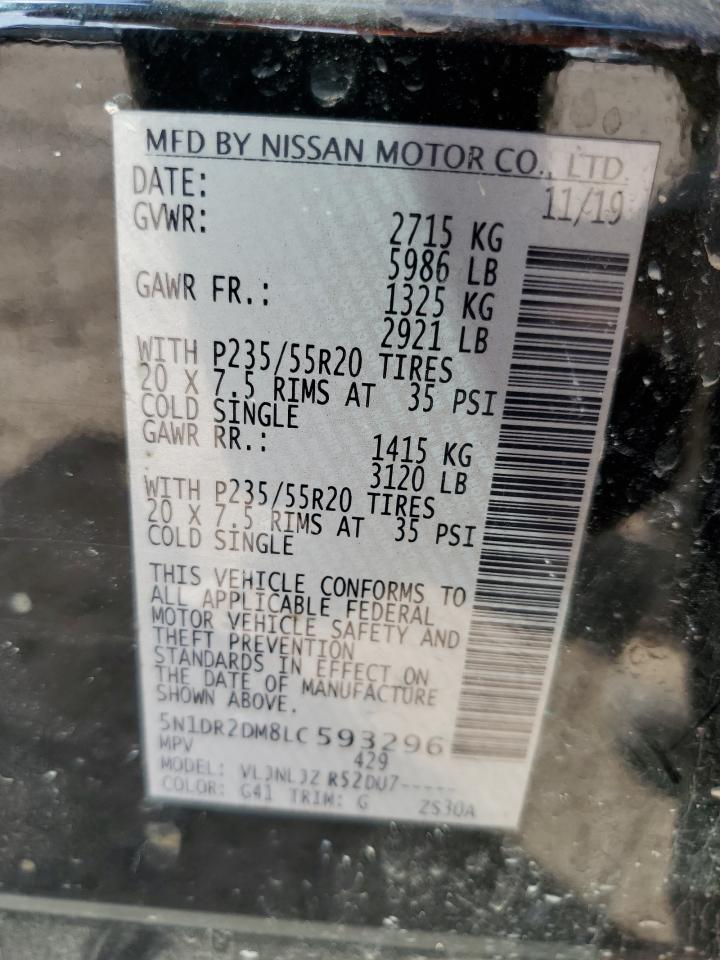 MFD BY NISSAN MOTOR CO., LTD.
DATE: 11/19
GVWR: 2715 KG
5986 LB
GAWR FR.: 1325 KG
2921 LB
WITH P235/55R20 TIRES
20 X 7.5 RIMS AT 35 PSI
COLD SINGLE
GAWR RR.: 1415 KG
3120 LB
WITH P235/55R20 TIRES
20 X 7.5 RIMS AT 35 PSI
COLD SINGLE
THIS VEHICLE CONFORMS TO
ALL APPLICABLE FEDERAL
MOTOR VEHICLE SAFETY AND
THEFT PREVENTION
STANDARDS IN EFFECT ON
THE DATE OF MANUFACTURE
SHOWN ABOVE.
5N1DR2DM8LC593296
MPV 429
MODEL: VLJNLJZ R52DU7-----
COLOR: G41 TRIM: G ZS30A